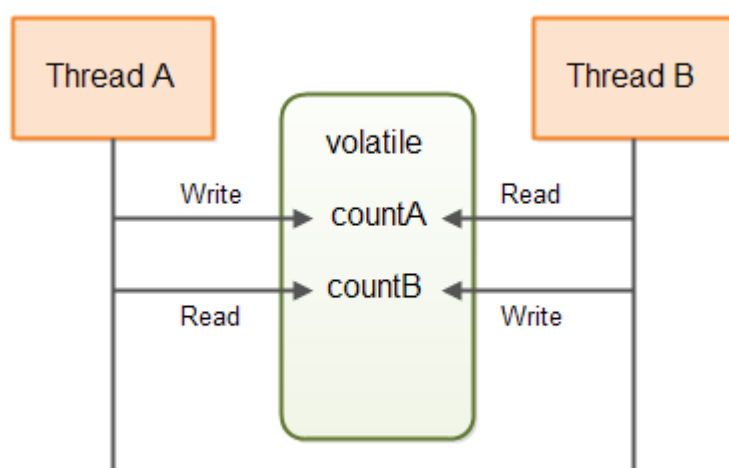 Thread A
Thread B
volatile
Write
Read
countA
countB
Read
Write